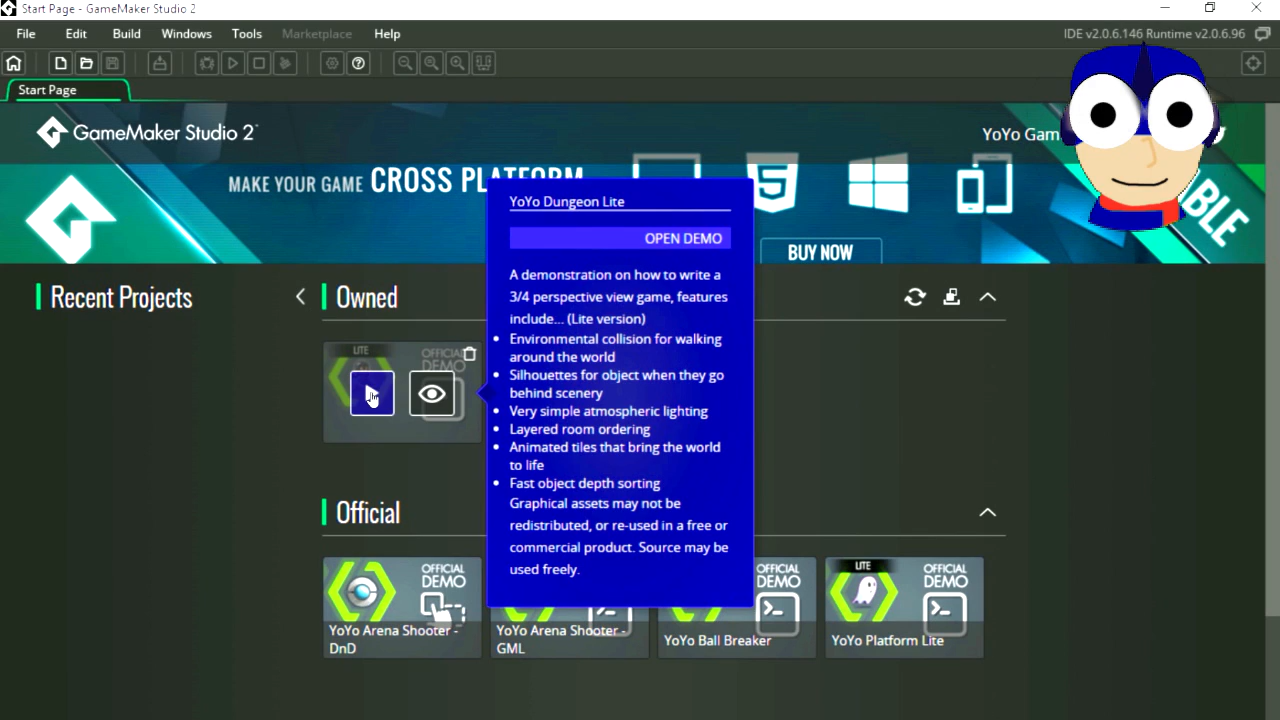 Start Page - GameMaker Studio 2
File Edit Build Windows Tools Marketplace Help
IDE v2.0.6.146 Runtime v2.0.6.96
Start Page
GameMaker Studio 2
YoYo Gam
MAKE YOUR GAME CROSS PLATFORM
BLE
BUY NOW
YoYo Dungeon Lite
OPEN DEMO
A demonstration on how to write a
3/4 perspective view game, features
include... (Lite version)
• Environmental collision for walking
around the world
• Silhouettes for object when they go
behind scenery
• Very simple atmospheric lighting
• Layered room ordering
• Animated tiles that bring the world
to life
• Fast object depth sorting
Graphical assets may not be
redistributed, or re-used in a free or
commercial product. Source may be
used freely.
Recent Projects
Owned
LITE
OFFICIAL
DEMO
Official
OFFICIAL
DEMO
YoYo Arena Shooter -
DnD
YoYo Arena Shooter -
GML
OFFICIAL
DEMO
YoYo Ball Breaker
LITE
OFFICIAL
DEMO
YoYo Platform Lite